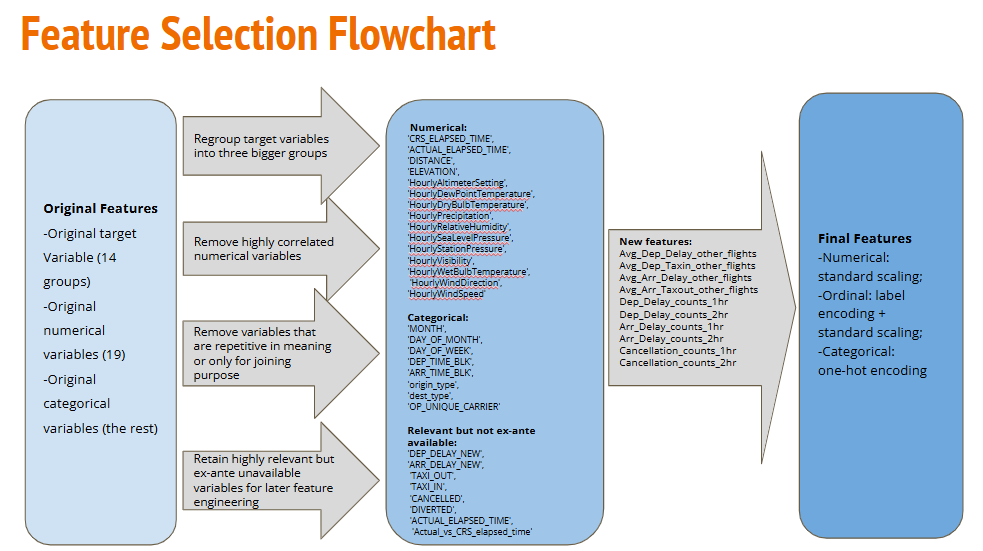 Feature Selection Flowchart
Original Features
-Original target
Variable (14
groups)
-Original
numerical
variables (19)
-Original
categorical
variables (the rest)
Regroup target variables
into three bigger groups
Remove highly correlated
numerical variables
Remove variables that
are repetitive in meaning
or only for joining
purpose
Retain highly relevant but
ex-ante unavailable
variables for later feature
engineering
Numerical:
'CRS_ELAPSED_TIME',
'ACTUAL_ELAPSED_TIME',
'DISTANCE',
'ELEVATION',
'HourlyAltimeterSetting',
'HourlyDewPointTemperature',
'HourlyDryBulbTemperature',
'HourlyPrecipitation',
'HourlyRelativeHumidity',
'HourlySeaLevelPressure',
'HourlyStationPressure',
'HourlyVisibility',
'HourlyWetBulbTemperature',
'HourlyWindDirection',
'HourlyWindSpeed'
Categorical:
'MONTH',
'DAY_OF_MONTH',
'DAY_OF_WEEK',
'DEP_TIME_BLK',
'ARR_TIME_BLK',
'origin_type',
'dest_type',
'OP_UNIQUE_CARRIER'
Relevant but not ex-ante
available:
'DEP_DELAY_NEW',
'ARR_DELAY_NEW',
'TAXI_OUT',
'TAXI_IN',
'CANCELLED',
'DIVERTED',
'ACTUAL_ELAPSED_TIME',
'Actual_vs_CRS_elapsed_time'
New features:
Avg_Dep_Delay_other_flights
Avg_Dep_Taxin_other_flights
Avg_Arr_Delay_other_flights
Avg_Arr_Taxout_other_flights
Dep_Delay_counts_1hr
Dep_Delay_counts_2hr
Arr_Delay_counts_1hr
Arr_Delay_counts_2hr
Cancellation_counts_1hr
Cancellation_counts_2hr
Final Features
-Numerical:
standard scaling;
-Ordinal: label
encoding +
standard scaling;
-Categorical:
one-hot encoding